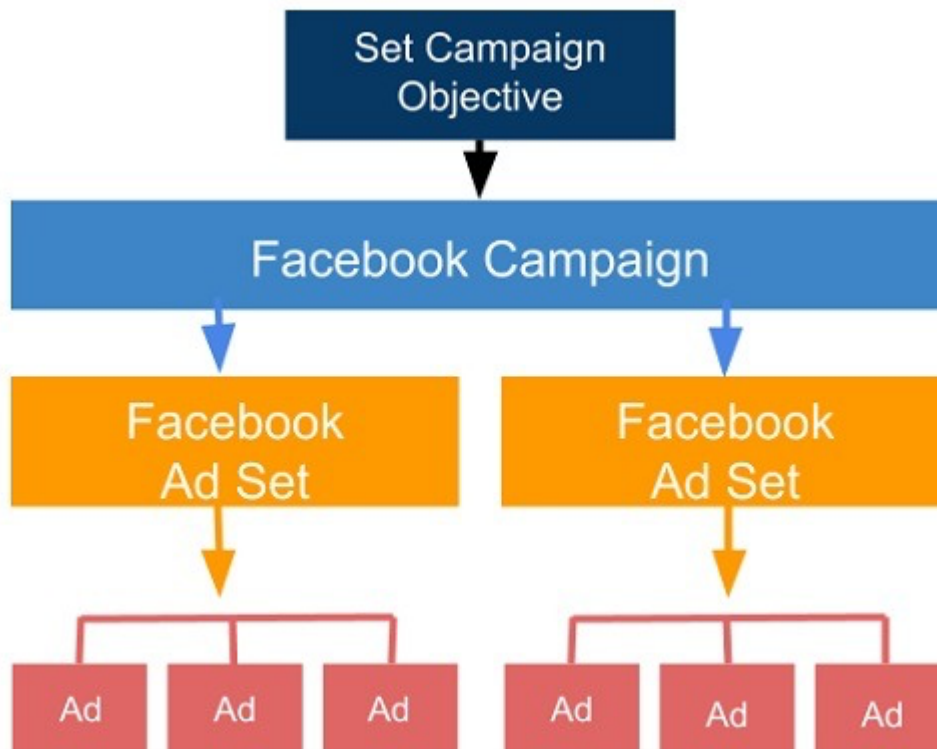 Set Campaign
Objective
Facebook Campaign
Facebook
Ad Set
Facebook
Ad Set
Ad
Ad
Ad
Ad
Ad
Ad